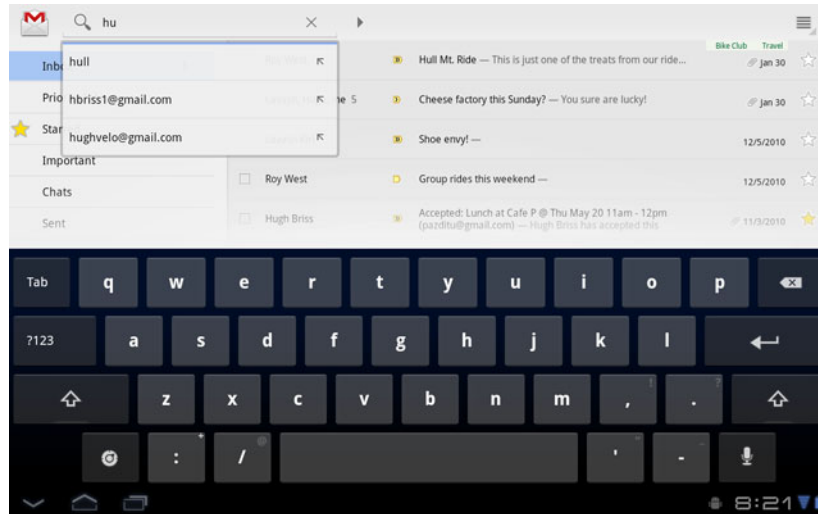 hu
Bike Club Travel
Inbo
hull
Hull Mt. Ride — This is just one of the treats from our ride...
Jan 30
Prio
hbriss1@gmail.com
me 5
Cheese factory this Sunday? — You sure are lucky!
Jan 30
Star
hughvelo@gmail.com
Shoe envy! —
12/5/2010
Important
Roy West
Group rides this weekend —
12/5/2010
Chats
Sent
Hugh Briss
Accepted: Lunch at Cafe P @ Thu May 20 11am - 12pm
(pazditu@gmail.com) — Hugh Briss has accepted this
11/3/2010
Tab q w e r t y u i o p
?123 a s d f g h j k l
z x c v b n m , ! . ?
: + / @ ' " - _
8:21